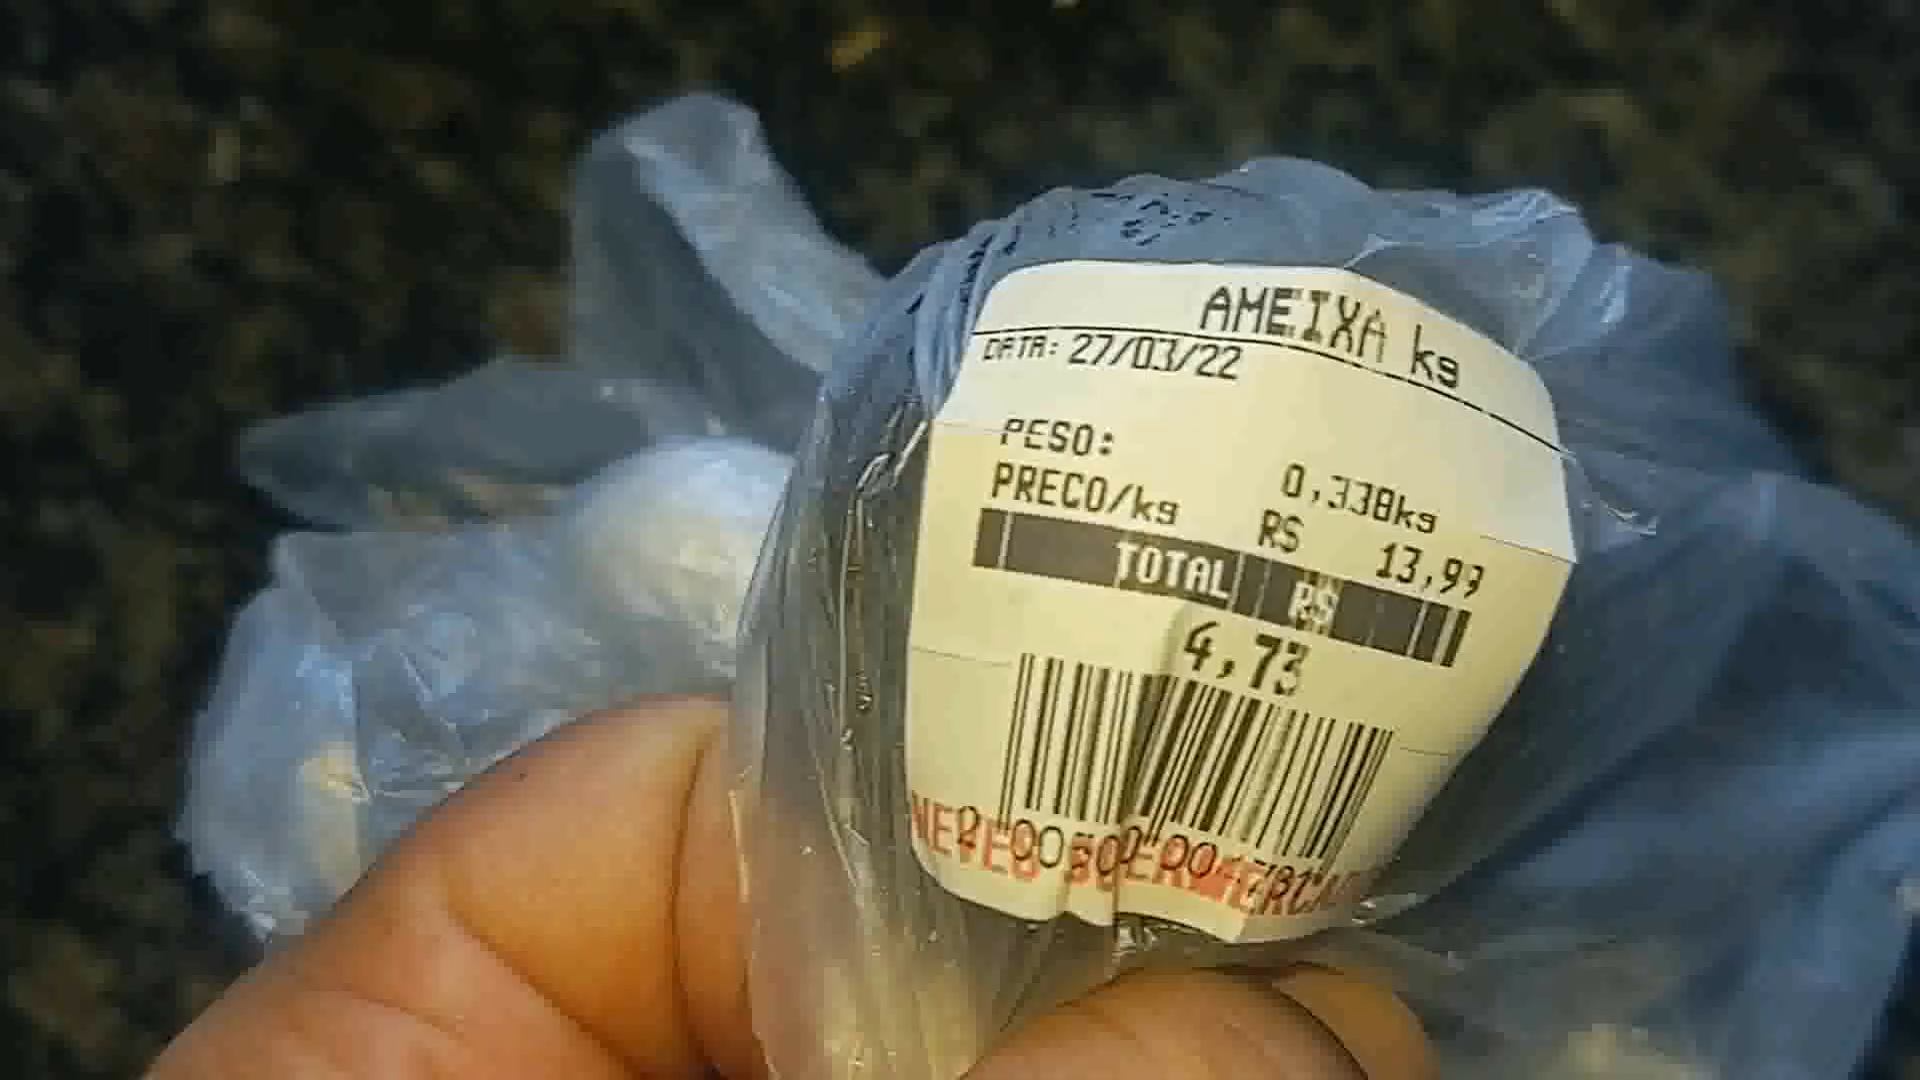 AMEIXA kg
DATA: 27/03/22
PESO: 0,338kg
PRECO/kg R$ 13,99
TOTAL R$
4,73